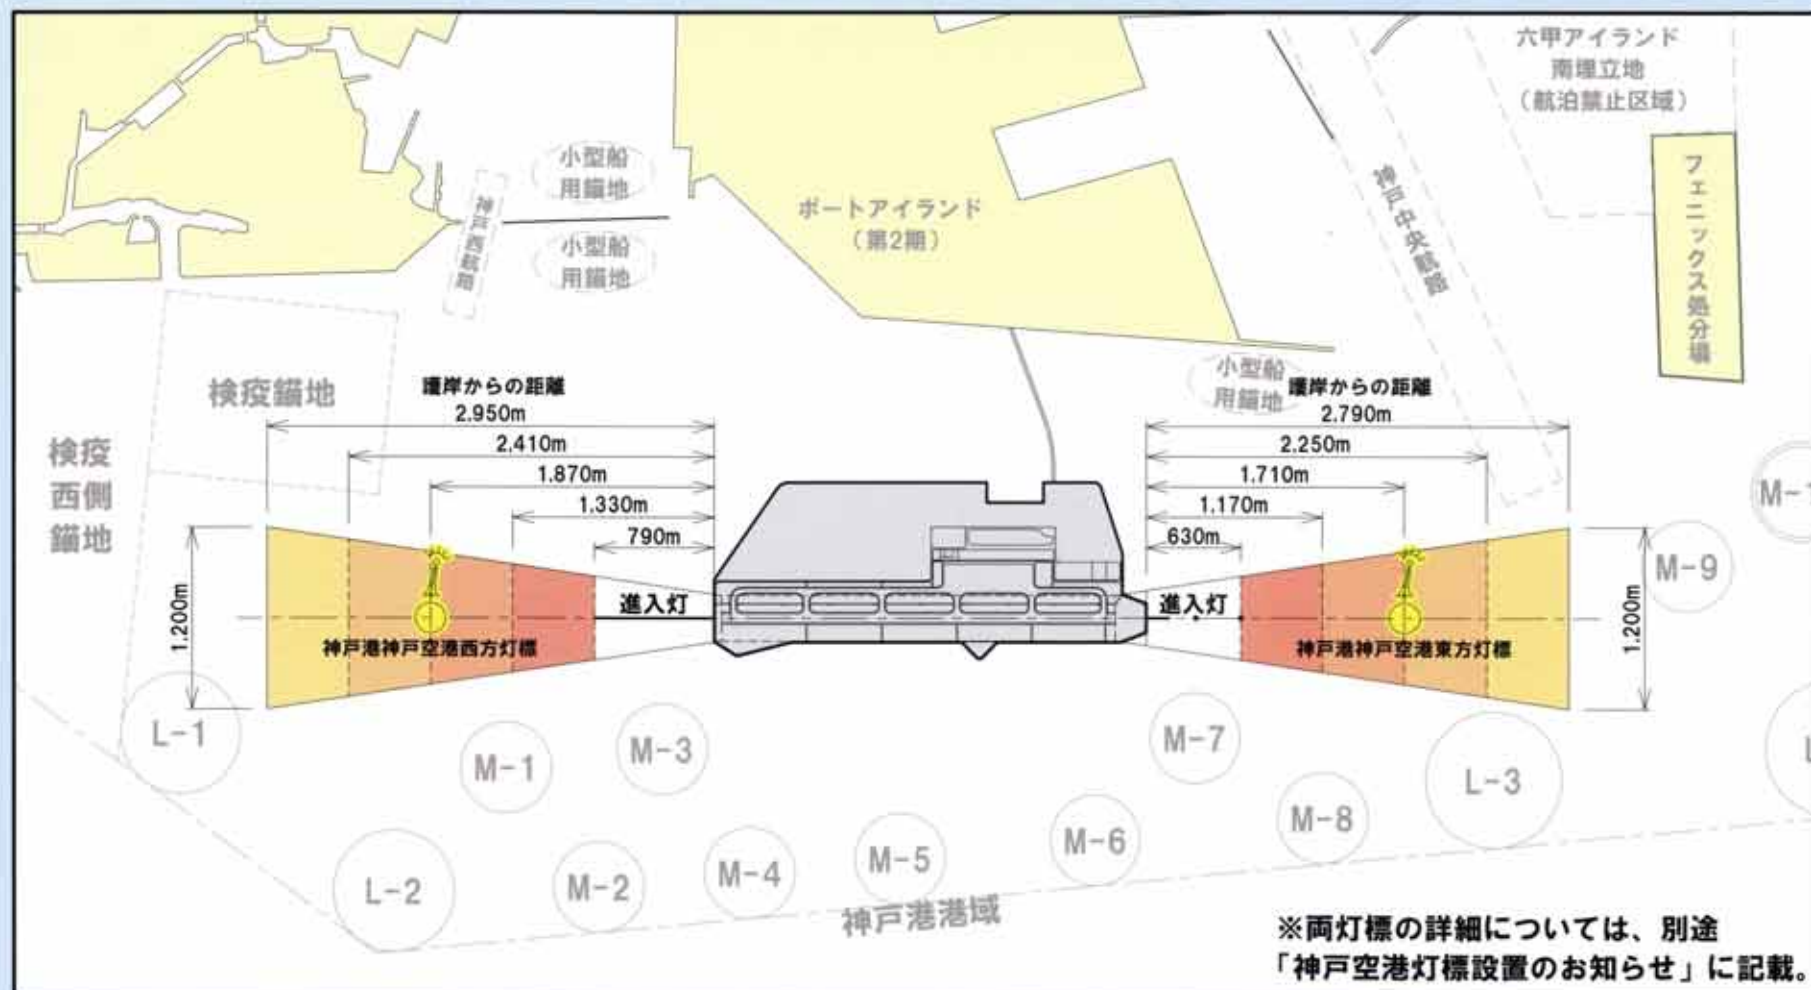 六甲アイランド
南埋立地
（航泊禁止区域）
フェニックス処分場
神戸中央航路
小型船
用錨地
神戸西航路
小型船
用錨地
ポートアイランド
（第2期）
小型船
用錨地
検疫錨地
検疫
西側
錨地
護岸からの距離
2.950m
2.410m
1.870m
1.330m
790m
1.200m
進入灯
神戸港神戸空港西方灯標
護岸からの距離
2.790m
2.250m
1.710m
1.170m
630m
1.200m
進入灯
神戸港神戸空港東方灯標
M-9
L-1
M-1
M-3
M-7
L-3
L-2
M-2
M-4
M-5
M-6
M-8
神戸港港域
※両灯標の詳細については、別途
「神戸空港灯標設置のお知らせ」に記載。